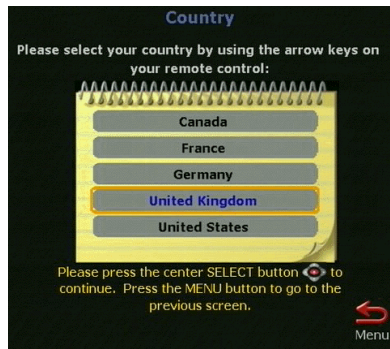 Country
Please select your country by using the arrow keys on
your remote control:
Canada
France
Germany
United Kingdom
United States
Please press the center SELECT button to
continue. Press the MENU button to go to the
previous screen.
Menu